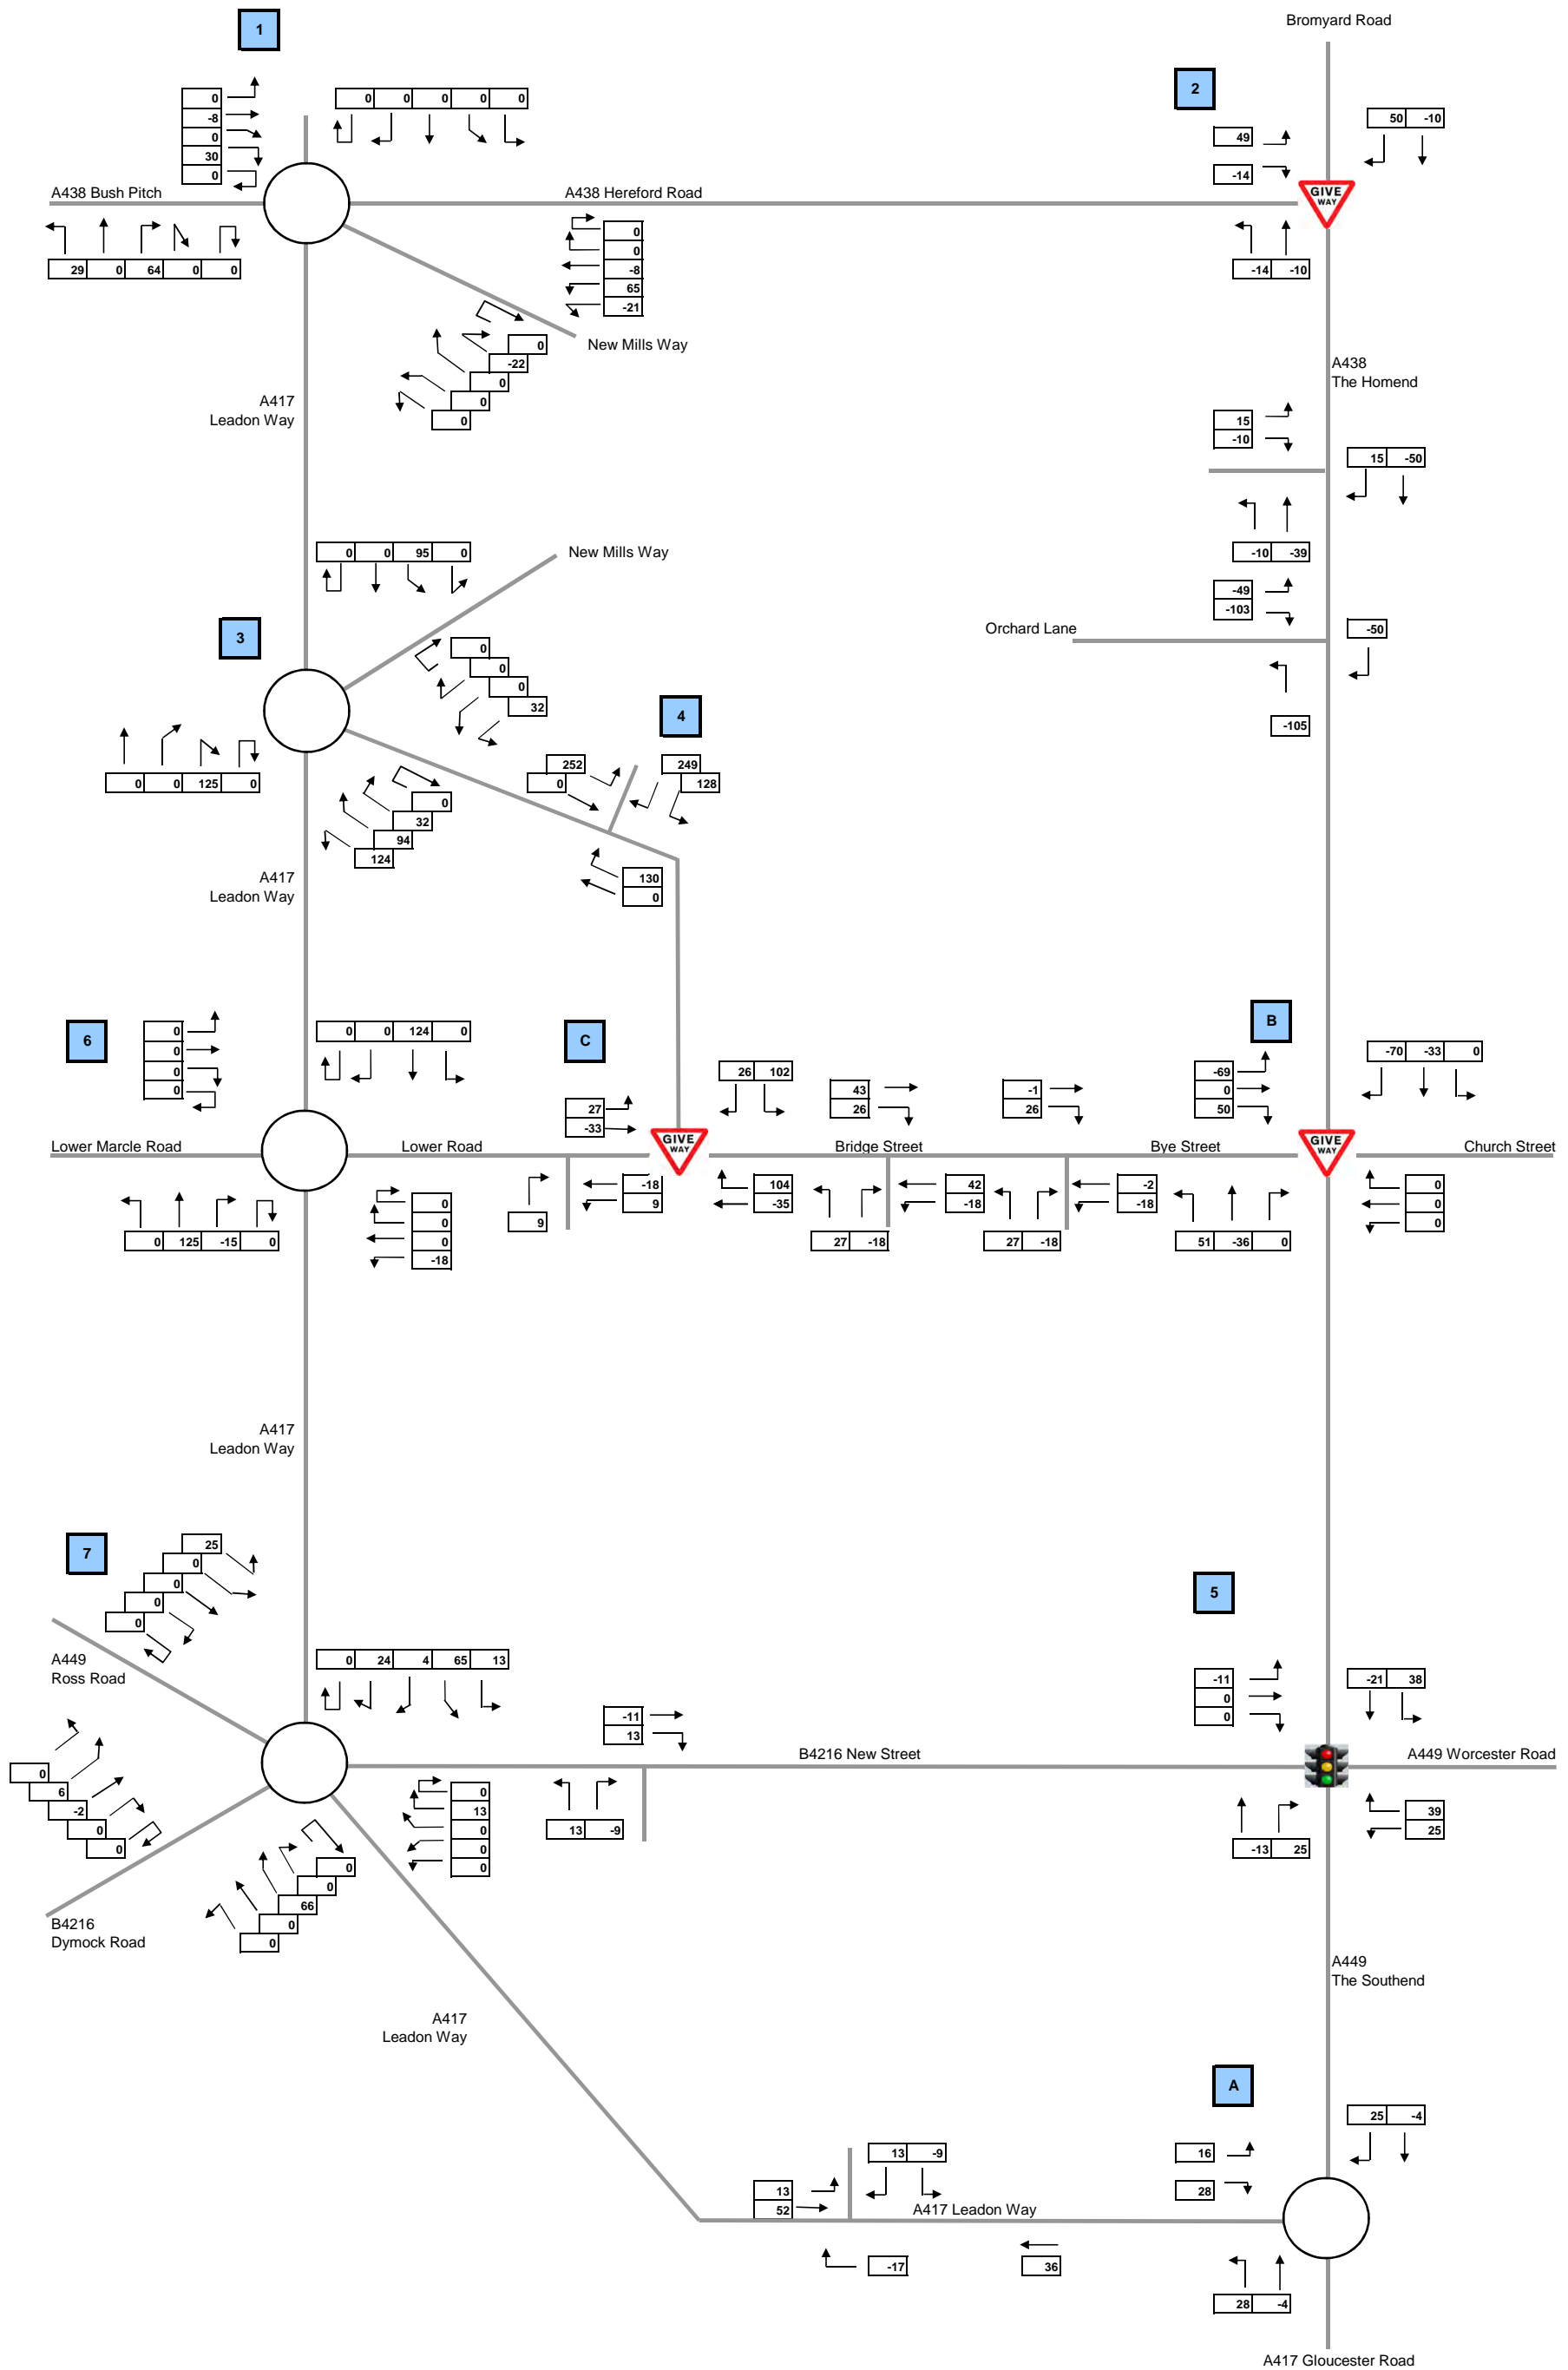 Bromyard Road
1
2
0
-8
0
30
0
0 0 0 0 0
49
-14
50 -10
A438 Bush Pitch
A438 Hereford Road
GIVE
WAY
29 0 64 0 0
0
0
-8
65
-21
-14 -10
New Mills Way
0
-22
0
0
0
A438
The Homend
A417
Leadon Way
15
-10
15 -50
-10 -39
0 0 95 0
New Mills Way
-49
-103
Orchard Lane
-50
3
0
0
0
32
4
-105
252
0
249
128
0 0 125 0
0
32
94
124
130
0
A417
Leadon Way
6
0
0
0
0
0 0 124 0
C
B
26 102
43
26
-1
26
-69
0
50
-70 -33 0
27
-33
Lower Marcle Road
Lower Road
GIVE
WAY
Bridge Street
Bye Street
GIVE
WAY
Church Street
0 125 -15 0
0
0
0
-18
9
-18
9
104
-35
27 -18
42
-18
27 -18
-2
-18
51 -36 0
0
0
0
A417
Leadon Way
7
25
0
0
0
0
5
A449
Ross Road
0 24 4 65 13
-11
0
0
-21 38
-11
13
B4216 New Street
A449 Worcester Road
0
6
-2
0
0
0
13
0
0
0
13 -9
-13 25
39
25
0
0
66
0
0
B4216
Dymock Road
A449
The Southend
A417
Leadon Way
A
25 -4
13 -9
16
28
13
52
A417 Leadon Way
-17
36
28 -4
A417 Gloucester Road